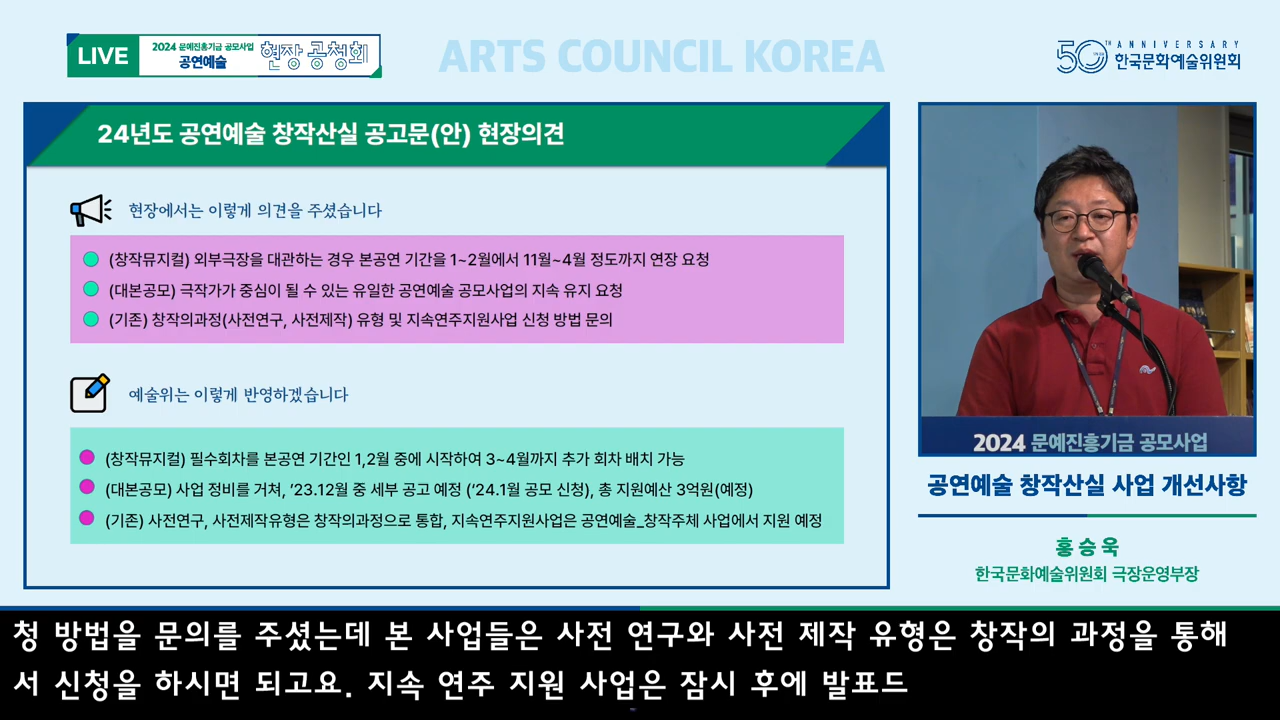 LIVE
2024 문예진흥기금 공모사업
공연예술
현장 공청회
ARTS COUNCIL KOREA
50TH ANNIVERSARY
한국문화예술위원회
24년도 공연예술 창작산실 공고문(안) 현장의견
현장에서는 이렇게 의견을 주셨습니다
(창작뮤지컬) 외부극장을 대관하는 경우 본공연 기간을 1~2월에서 11월~4월 정도까지 연장 요청
(대본공모) 극작가가 중심이 될 수 있는 유일한 공연예술 공모사업의 지속 유지 요청
(기존) 창작의과정(사전연구, 사전제작) 유형 및 지속연주지원사업 신청 방법 문의
예술위는 이렇게 반영하겠습니다
(창작뮤지컬) 필수회차를 본공연 기간인 1,2월 중에 시작하여 3~4월까지 추가 회차 배치 가능
(대본공모) 사업 정비를 거쳐, ’23.12월 중 세부 공고 예정 (’24.1월 공모 신청), 총 지원예산 3억원(예정)
(기존) 사전연구, 사전제작유형은 창작의과정으로 통합, 지속연주지원사업은 공연예술_창작주체 사업에서 지원 예정
2024 문예진흥기금 공모사업
공연예술 창작산실 사업 개선사항
홍승욱
한국문화예술위원회 극장운영부장
청 방법을 문의를 주셨는데 본 사업들은 사전 연구와 사전 제작 유형은 창작의 과정을 통해
서 신청을 하시면 되고요. 지속 연주 지원 사업은 잠시 후에 발표드